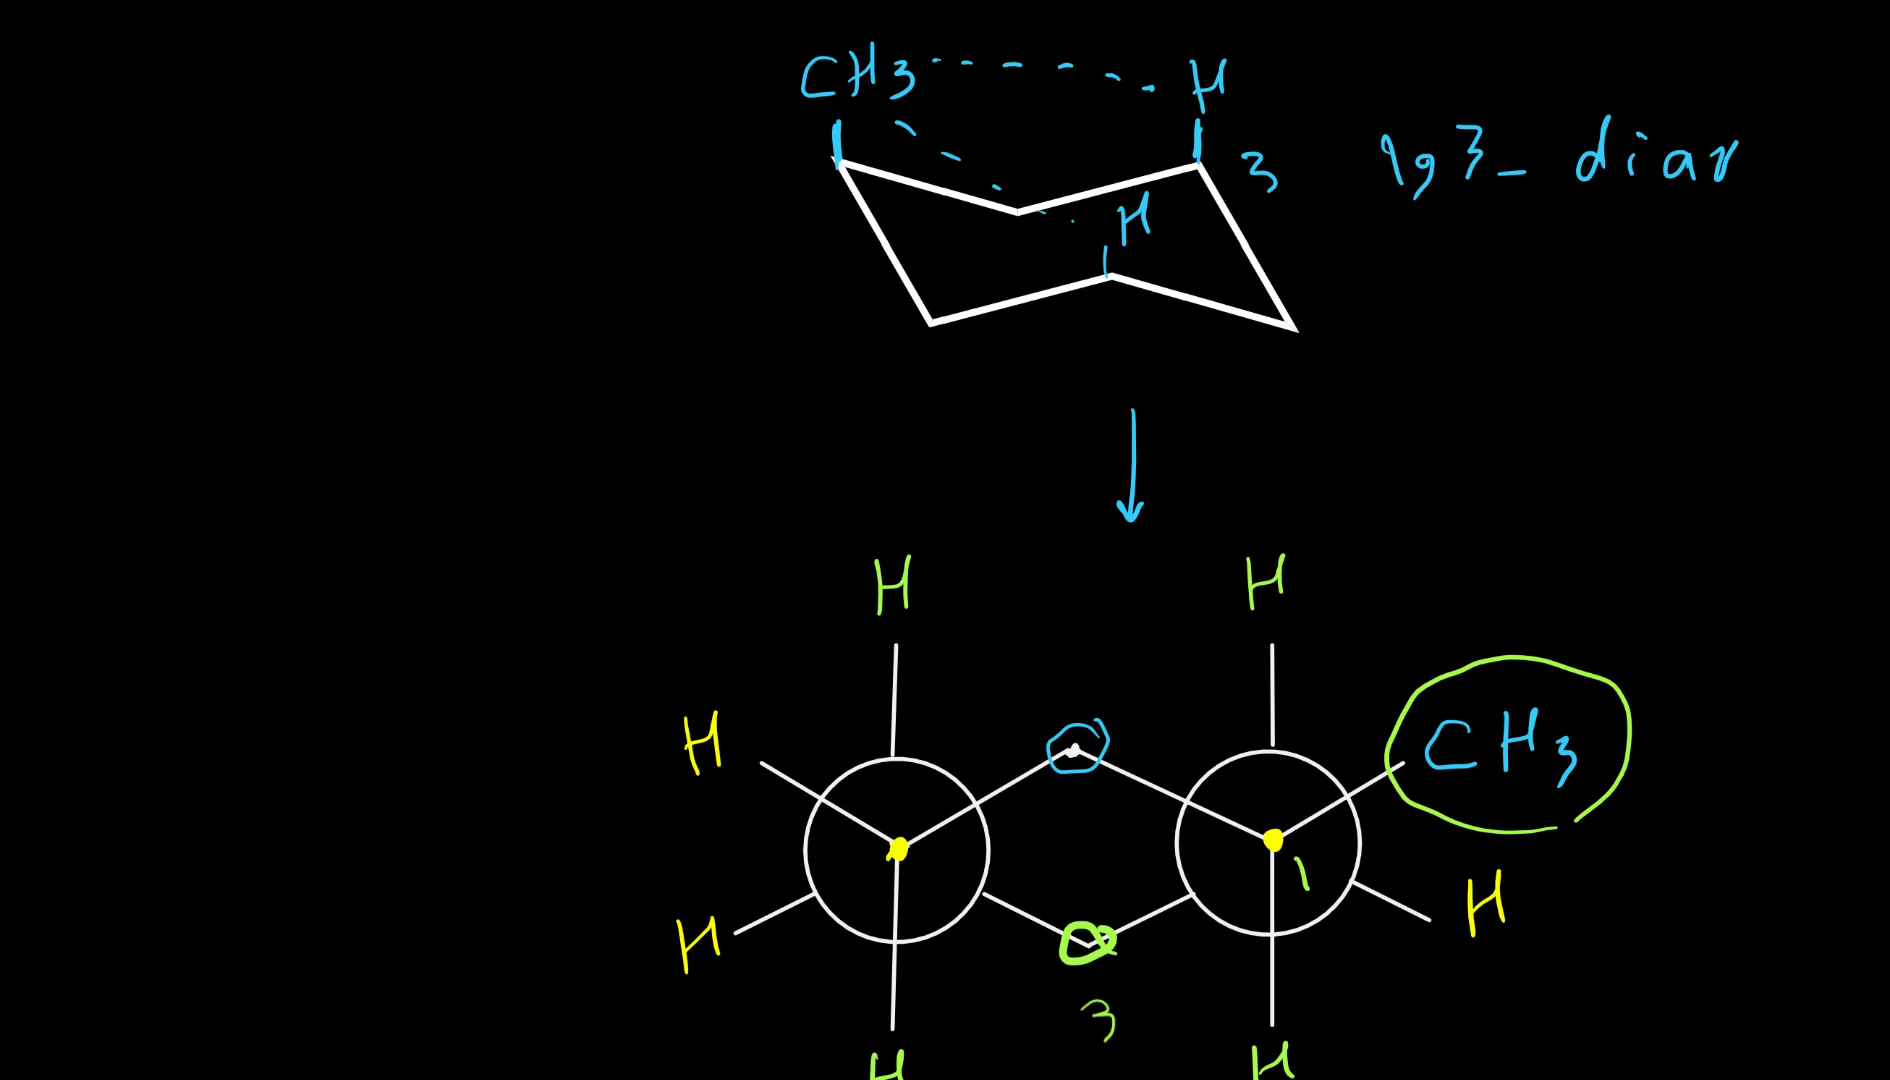 CH3 H
3 1,3-diax
H
H H
H CH3
1
H H
3
H H